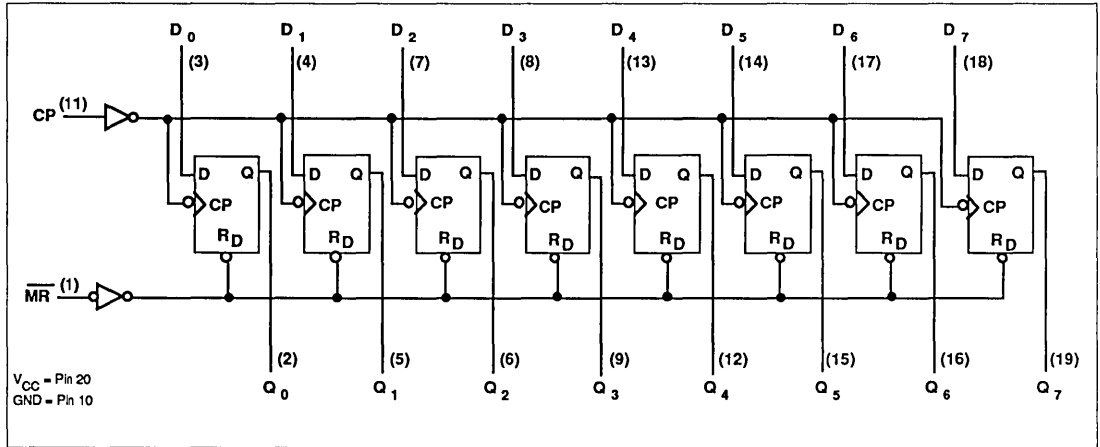 D0 D1 D2 D3 D4 D5 D6 D7
(3) (4) (7) (8) (13) (14) (17) (18)
CP (11)
D Q D Q D Q D Q D Q D Q D Q D Q
CP CP CP CP CP CP CP CP
RD RD RD RD RD RD RD RD
MR (1)
(2) (5) (6) (9) (12) (15) (16) (19)
Q0 Q1 Q2 Q3 Q4 Q5 Q6 Q7
VCC = Pin 20
GND = Pin 10